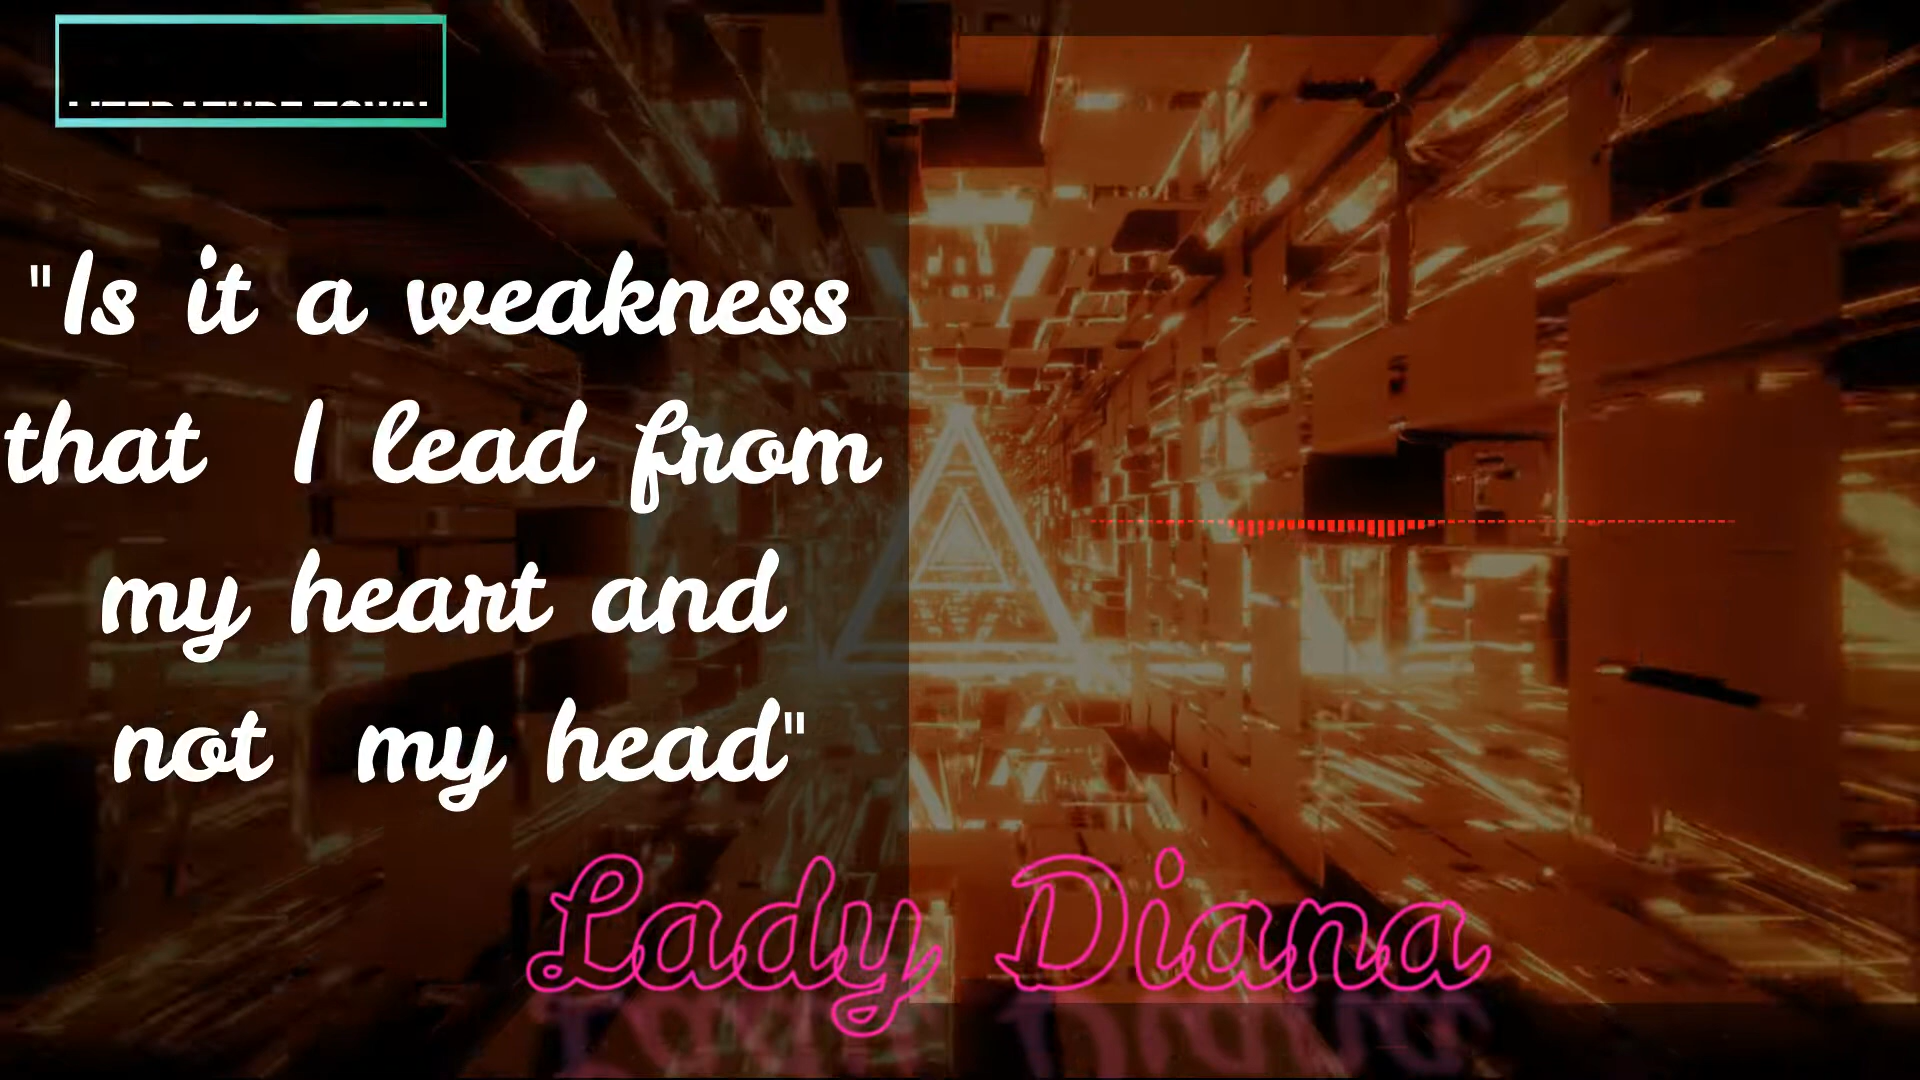 "Is it a weakness
that I lead from
my heart and
not my head"
Lady Diana